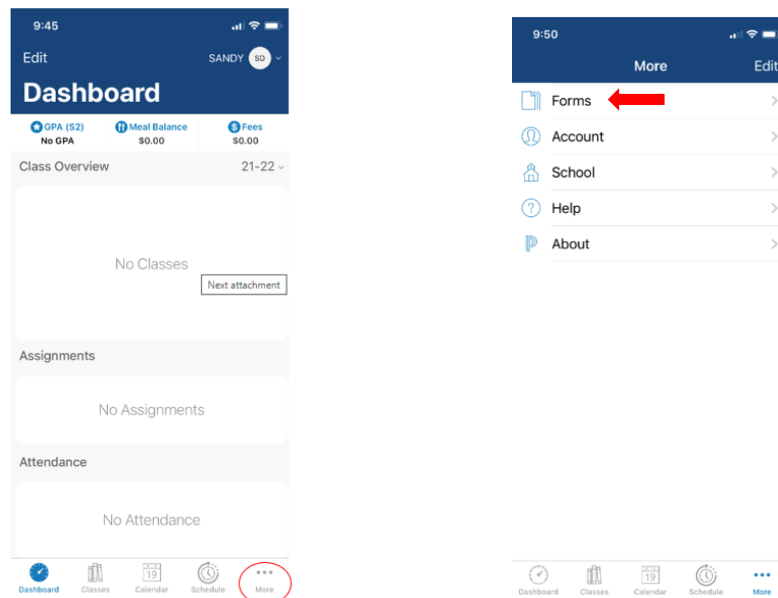 9:45
Edit
SANDY SD
Dashboard
GPA (S2) Meal Balance Fees
No GPA $0.00 $0.00
Class Overview 21-22
No Classes
Next attachment
Assignments
No Assignments
Attendance
No Attendance
19
Dashboard Classes Calendar Schedule More
9:50
More Edit
Forms
Account
School
? Help
About
19
Dashboard Classes Calendar Schedule More